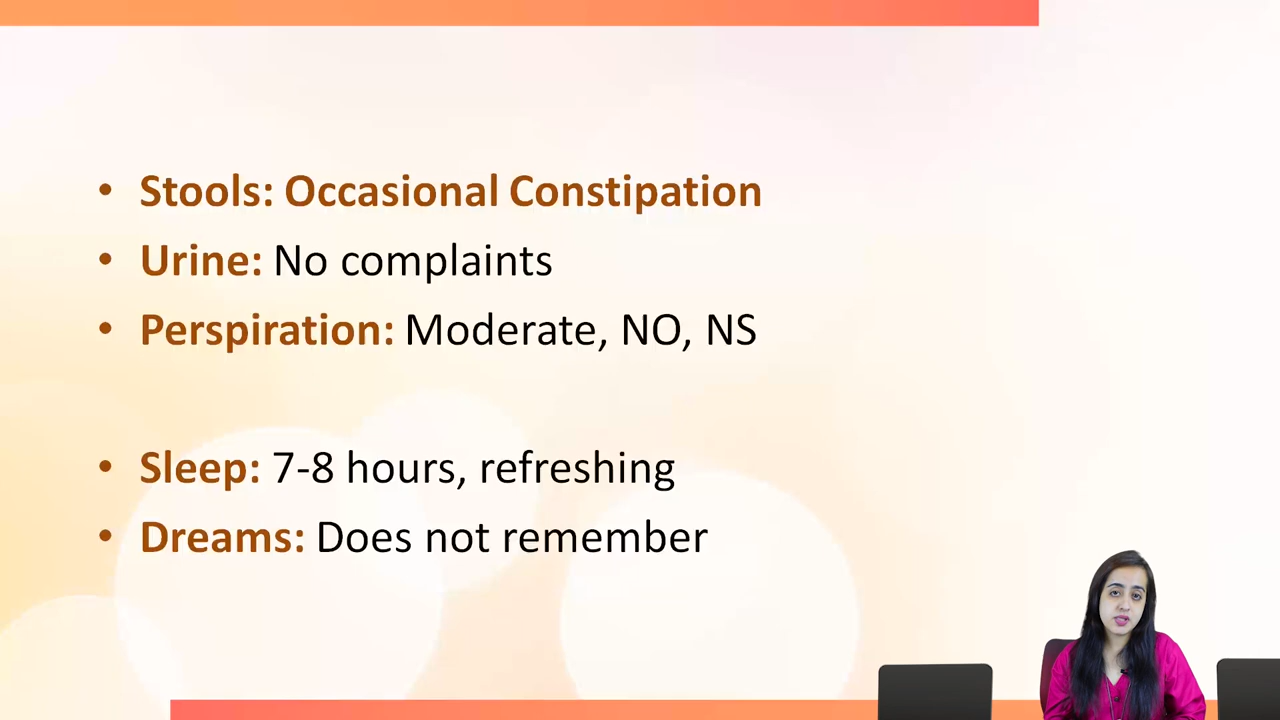 • Stools: Occasional Constipation
• Urine: No complaints
• Perspiration: Moderate, NO, NS
• Sleep: 7-8 hours, refreshing
• Dreams: Does not remember